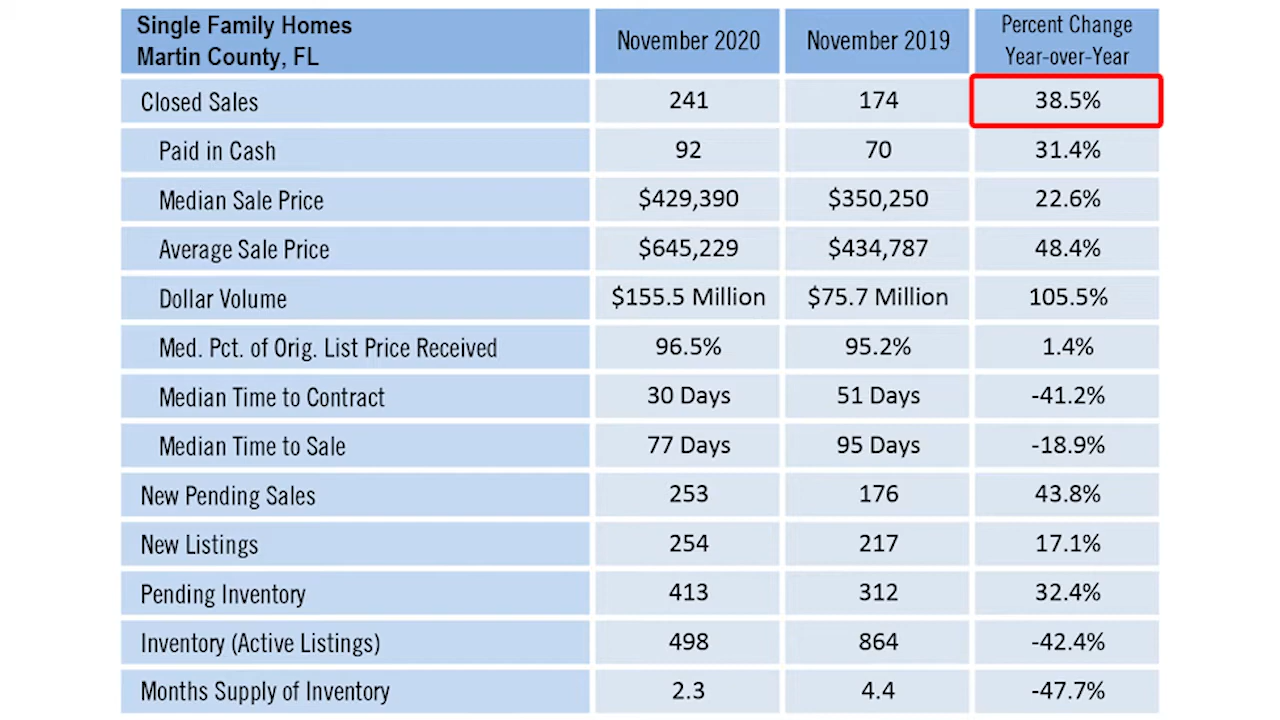 Single Family Homes
Martin County, FL
November 2020 November 2019 Percent Change
Year-over-Year
Closed Sales 241 174 38.5%
Paid in Cash 92 70 31.4%
Median Sale Price $429,390 $350,250 22.6%
Average Sale Price $645,229 $434,787 48.4%
Dollar Volume $155.5 Million $75.7 Million 105.5%
Med. Pct. of Orig. List Price Received 96.5% 95.2% 1.4%
Median Time to Contract 30 Days 51 Days -41.2%
Median Time to Sale 77 Days 95 Days -18.9%
New Pending Sales 253 176 43.8%
New Listings 254 217 17.1%
Pending Inventory 413 312 32.4%
Inventory (Active Listings) 498 864 -42.4%
Months Supply of Inventory 2.3 4.4 -47.7%